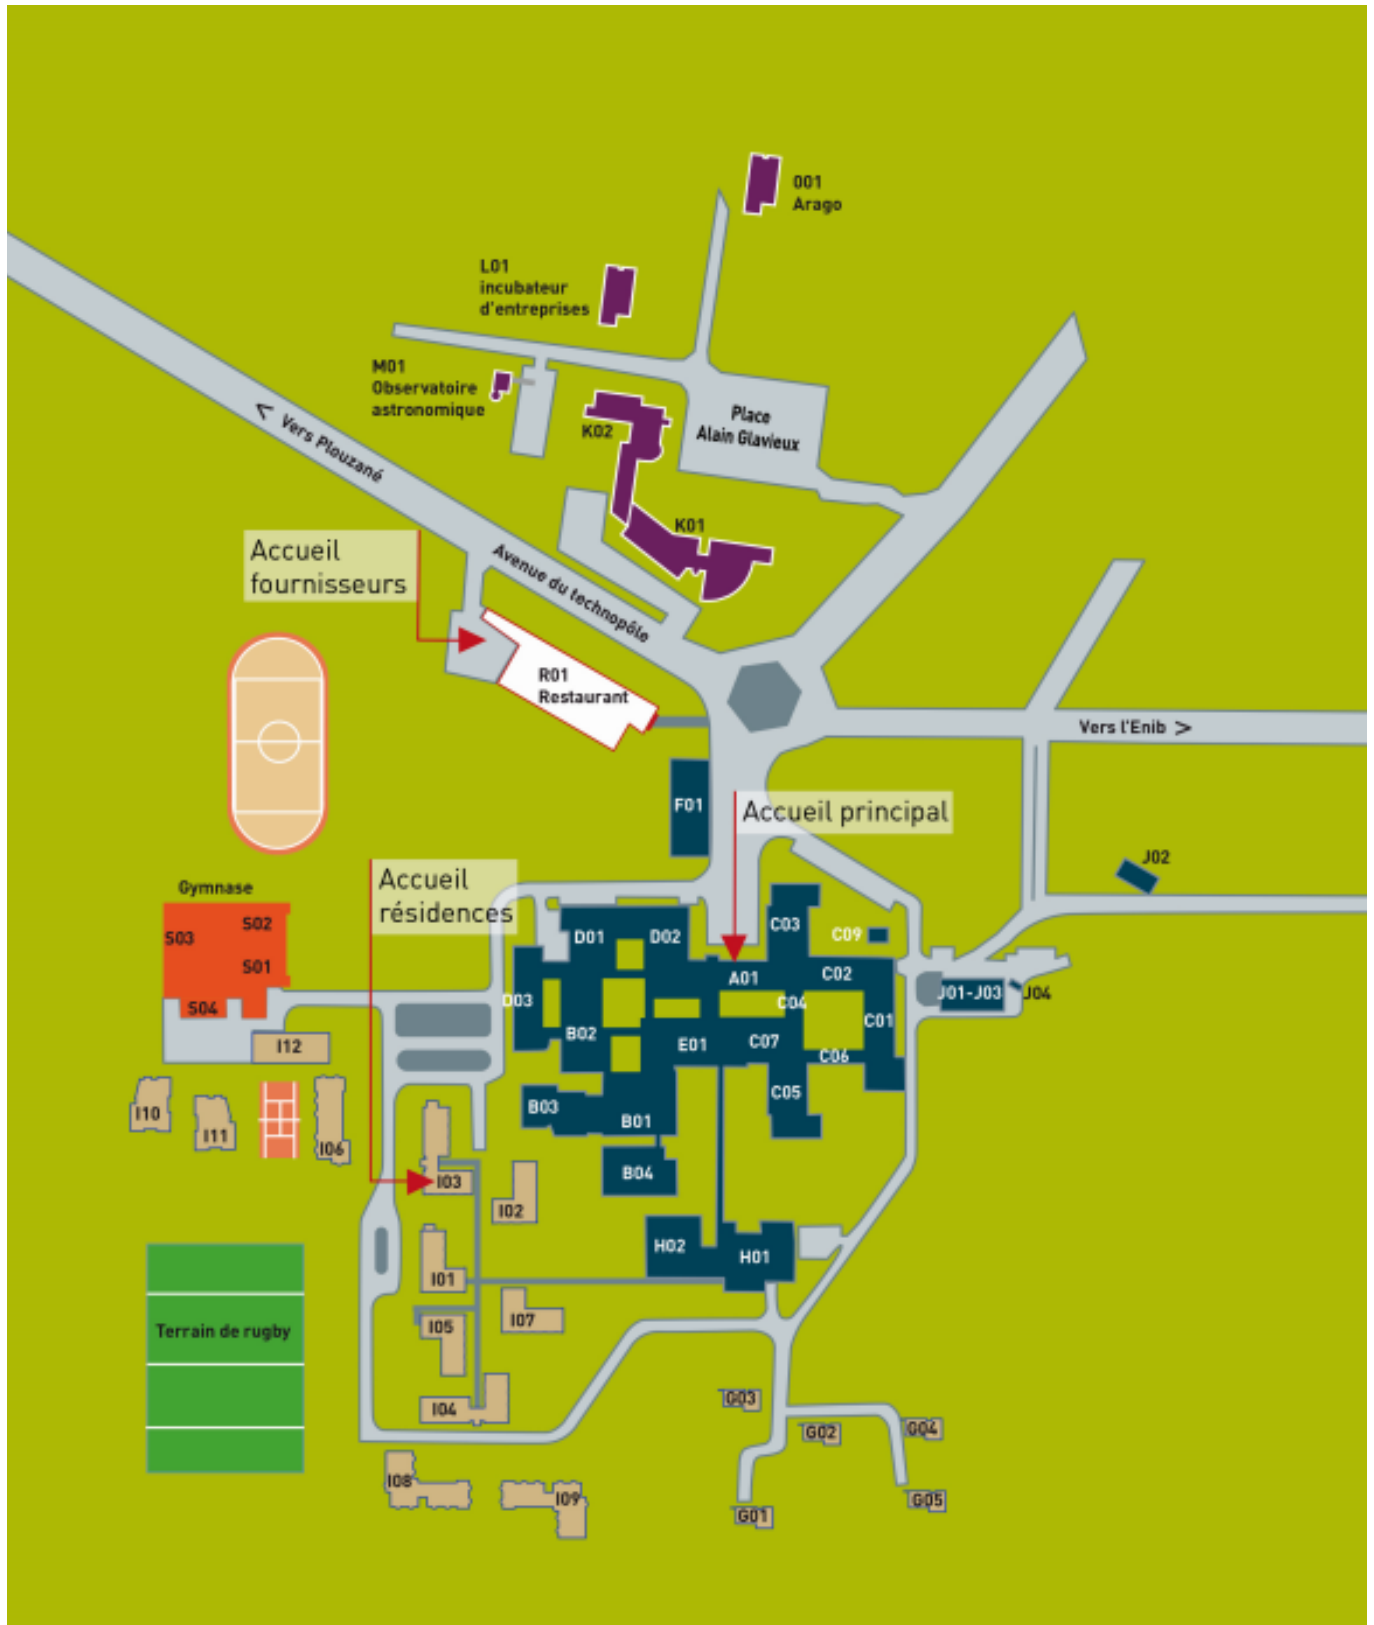 001
Arago
L01
incubateur
d'entreprises
M01
Observatoire
astronomique
< Vers Plouzané
K02
Place
Alain Glavieux
K01
Accueil
fournisseurs
Avenue du technopôle
R01
Restaurant
Vers l'Enib >
F01
Accueil principal
J02
Accueil
résidences
Gymnase
S03
S02
S01
S04
D01
D02
C03
C09
A01
C02
D03
C04
J01-J03
J04
B02
E01
C07
C01
C06
I12
B03
B01
C05
I10
I11
I06
B04
I03
I02
H02
H01
I01
I05
I07
Terrain de rugby
I04
G03
G02
G04
I08
I09
G01
G05